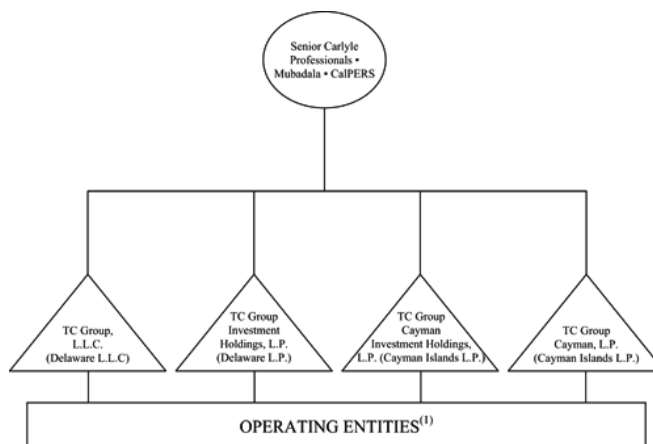 Senior Carlyle
Professionals •
Mubadala • CalPERS
TC Group,
L.L.C.
(Delaware L.L.C)
TC Group
Investment
Holdings, L.P.
(Delaware L.P.)
TC Group
Cayman
Investment Holdings,
L.P. (Cayman Islands L.P.)
TC Group
Cayman, L.P.
(Cayman Islands L.P.)
OPERATING ENTITIES(1)